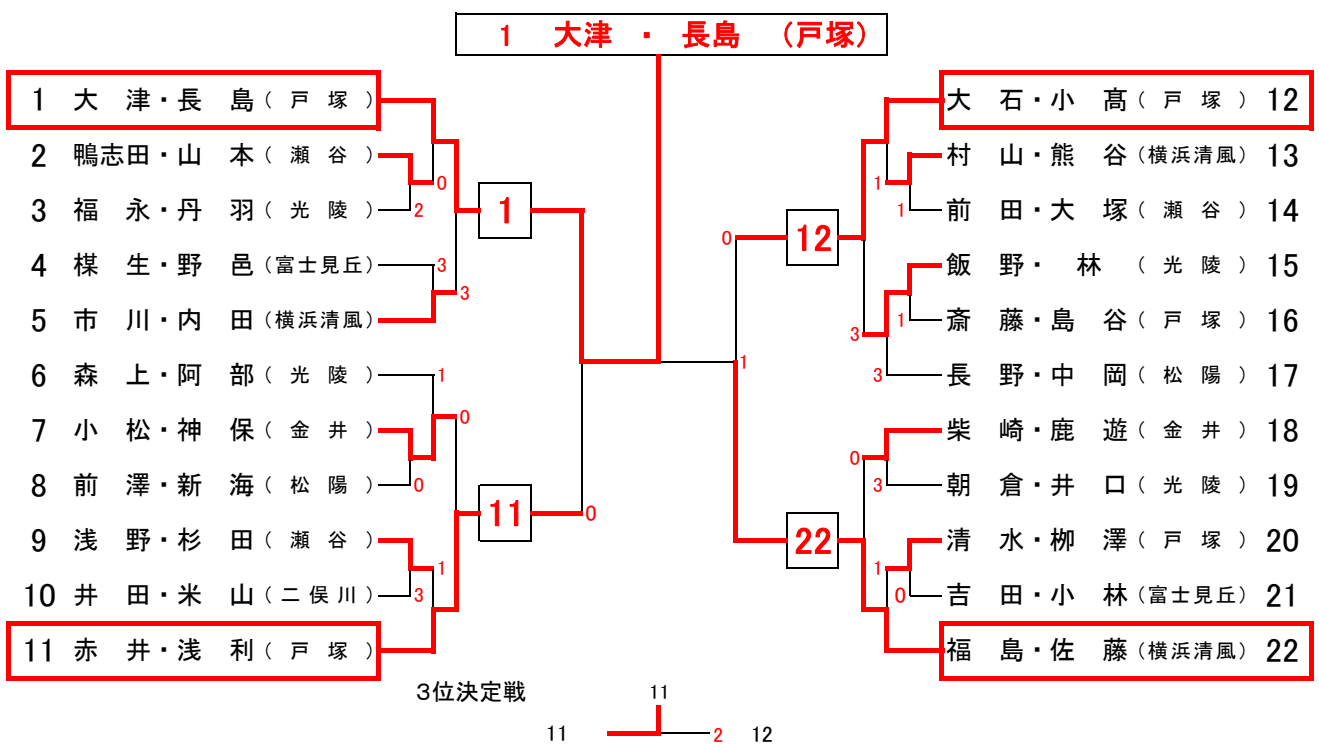 1 大津 ・ 長島 (戸塚)
1 大 津・長 島(戸 塚)
2 鴨志田・山 本(瀬 谷)
0
3 福 永・丹 羽(光 陵)
2
1
4 楳 生・野 邑(富士見丘)
3
3
5 市 川・内 田(横浜清風)
6 森 上・阿 部(光 陵)
1
0
7 小 松・神 保(金 井)
8 前 澤・新 海(松 陽)
0
11
0
9 浅 野・杉 田(瀬 谷)
1
10 井 田・米 山(二俣川)
3
11 赤 井・浅 利(戸 塚)
大 石・小 髙(戸 塚) 12
村 山・熊 谷(横浜清風) 13
1
前 田・大 塚(瀬 谷) 14
1
0
12
飯 野・ 林 (光 陵) 15
斎 藤・島 谷(戸 塚) 16
1
3
長 野・中 岡(松 陽) 17
3
1
柴 崎・鹿 遊(金 井) 18
0
朝 倉・井 口(光 陵) 19
3
22
清 水・栁 澤(戸 塚) 20
1
吉 田・小 林(富士見丘) 21
0
福 島・佐 藤(横浜清風) 22
3位決定戦
11
11
2
12